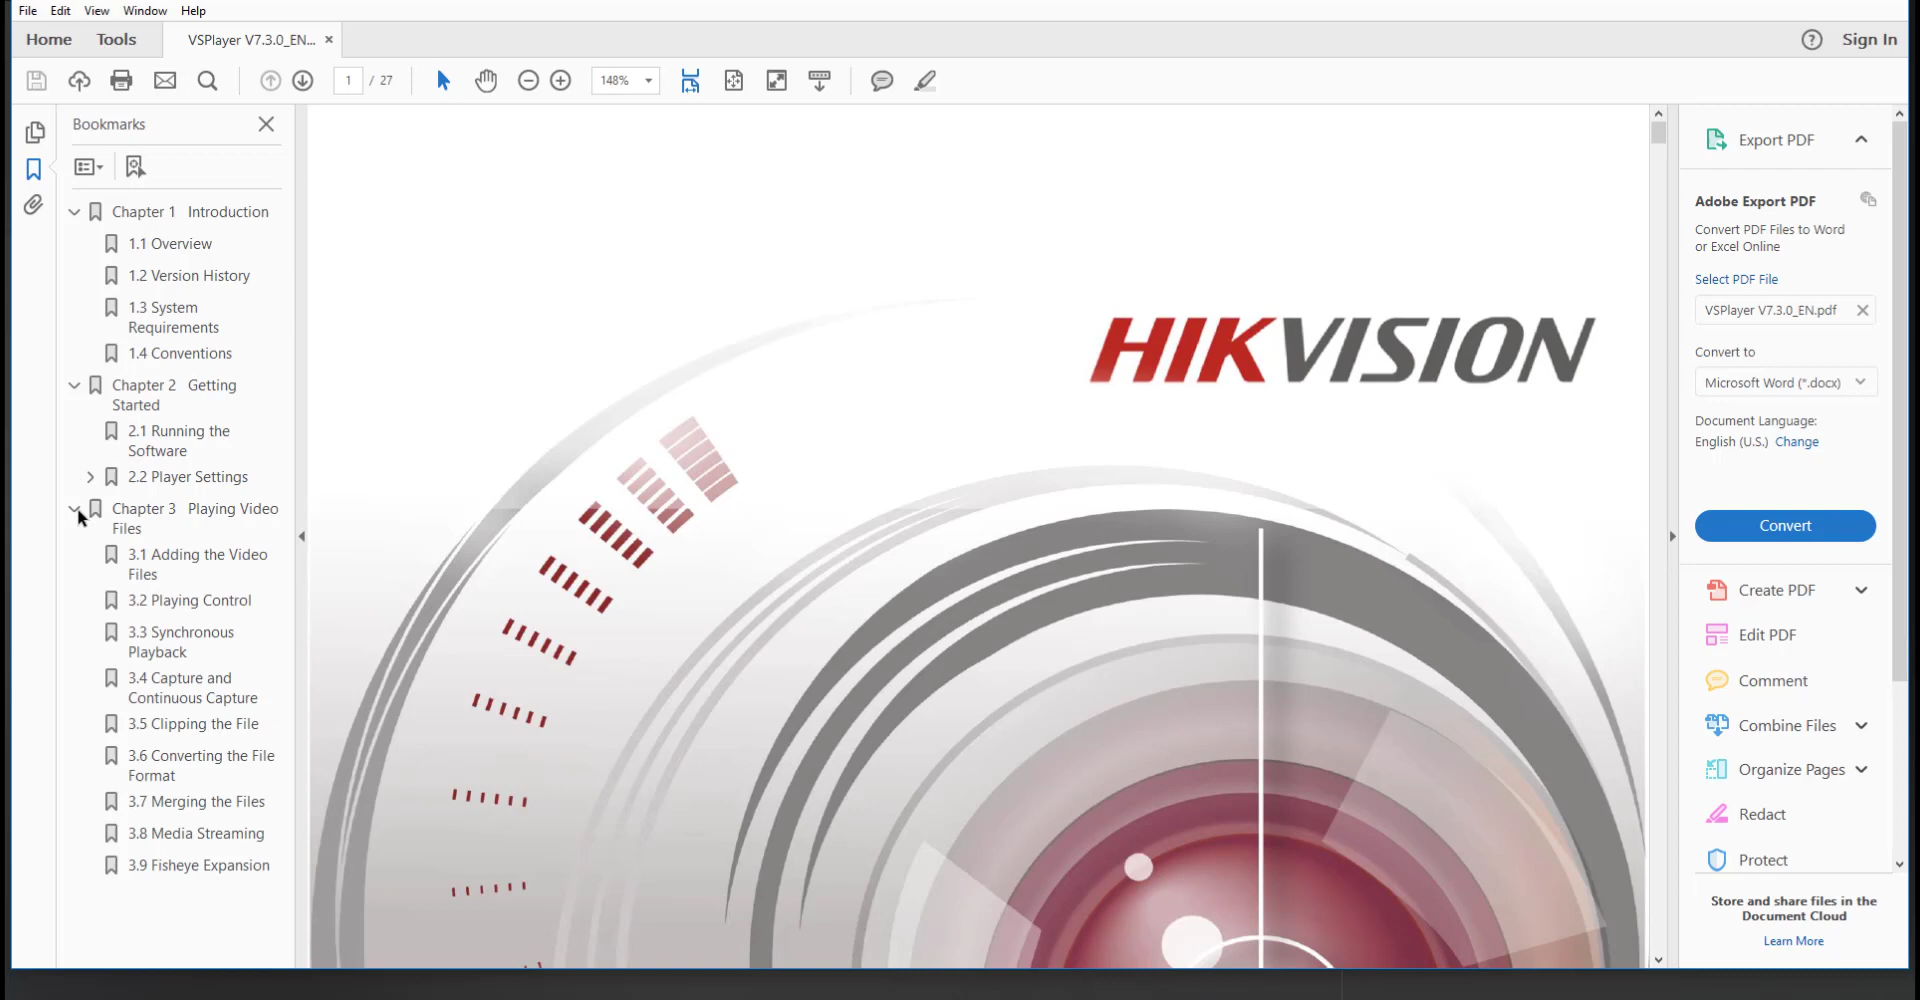 File Edit View Window Help
Home Tools VSPlayer V7.3.0_EN... × Sign In
1 / 27 148%
Bookmarks
Chapter 1 Introduction
1.1 Overview
1.2 Version History
1.3 System
Requirements
1.4 Conventions
Chapter 2 Getting
Started
2.1 Running the
Software
2.2 Player Settings
Chapter 3 Playing Video
Files
3.1 Adding the Video
Files
3.2 Playing Control
3.3 Synchronous
Playback
3.4 Capture and
Continuous Capture
3.5 Clipping the File
3.6 Converting the File
Format
3.7 Merging the Files
3.8 Media Streaming
3.9 Fisheye Expansion
HIKVISION
Export PDF
Adobe Export PDF
Convert PDF Files to Word
or Excel Online
Select PDF File
VSPlayer V7.3.0_EN.pdf
Convert to
Microsoft Word (*.docx)
Document Language:
English (U.S.) Change
Convert
Create PDF
Edit PDF
Comment
Combine Files
Organize Pages
Redact
Protect
Store and share files in the
Document Cloud
Learn More